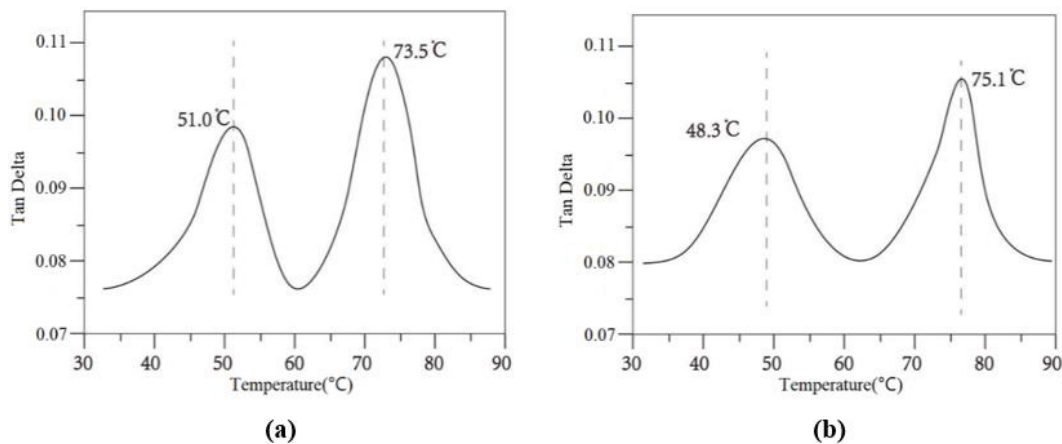 0.11
0.10
0.09
0.08
0.07
Tan Delta
51.0℃
73.5℃
30 40 50 60 70 80 90
Temperature(℃)
(a)
0.11
0.10
0.09
0.08
0.07
Tan Delta
48.3℃
75.1℃
30 40 50 60 70 80 90
Temperature(℃)
(b)